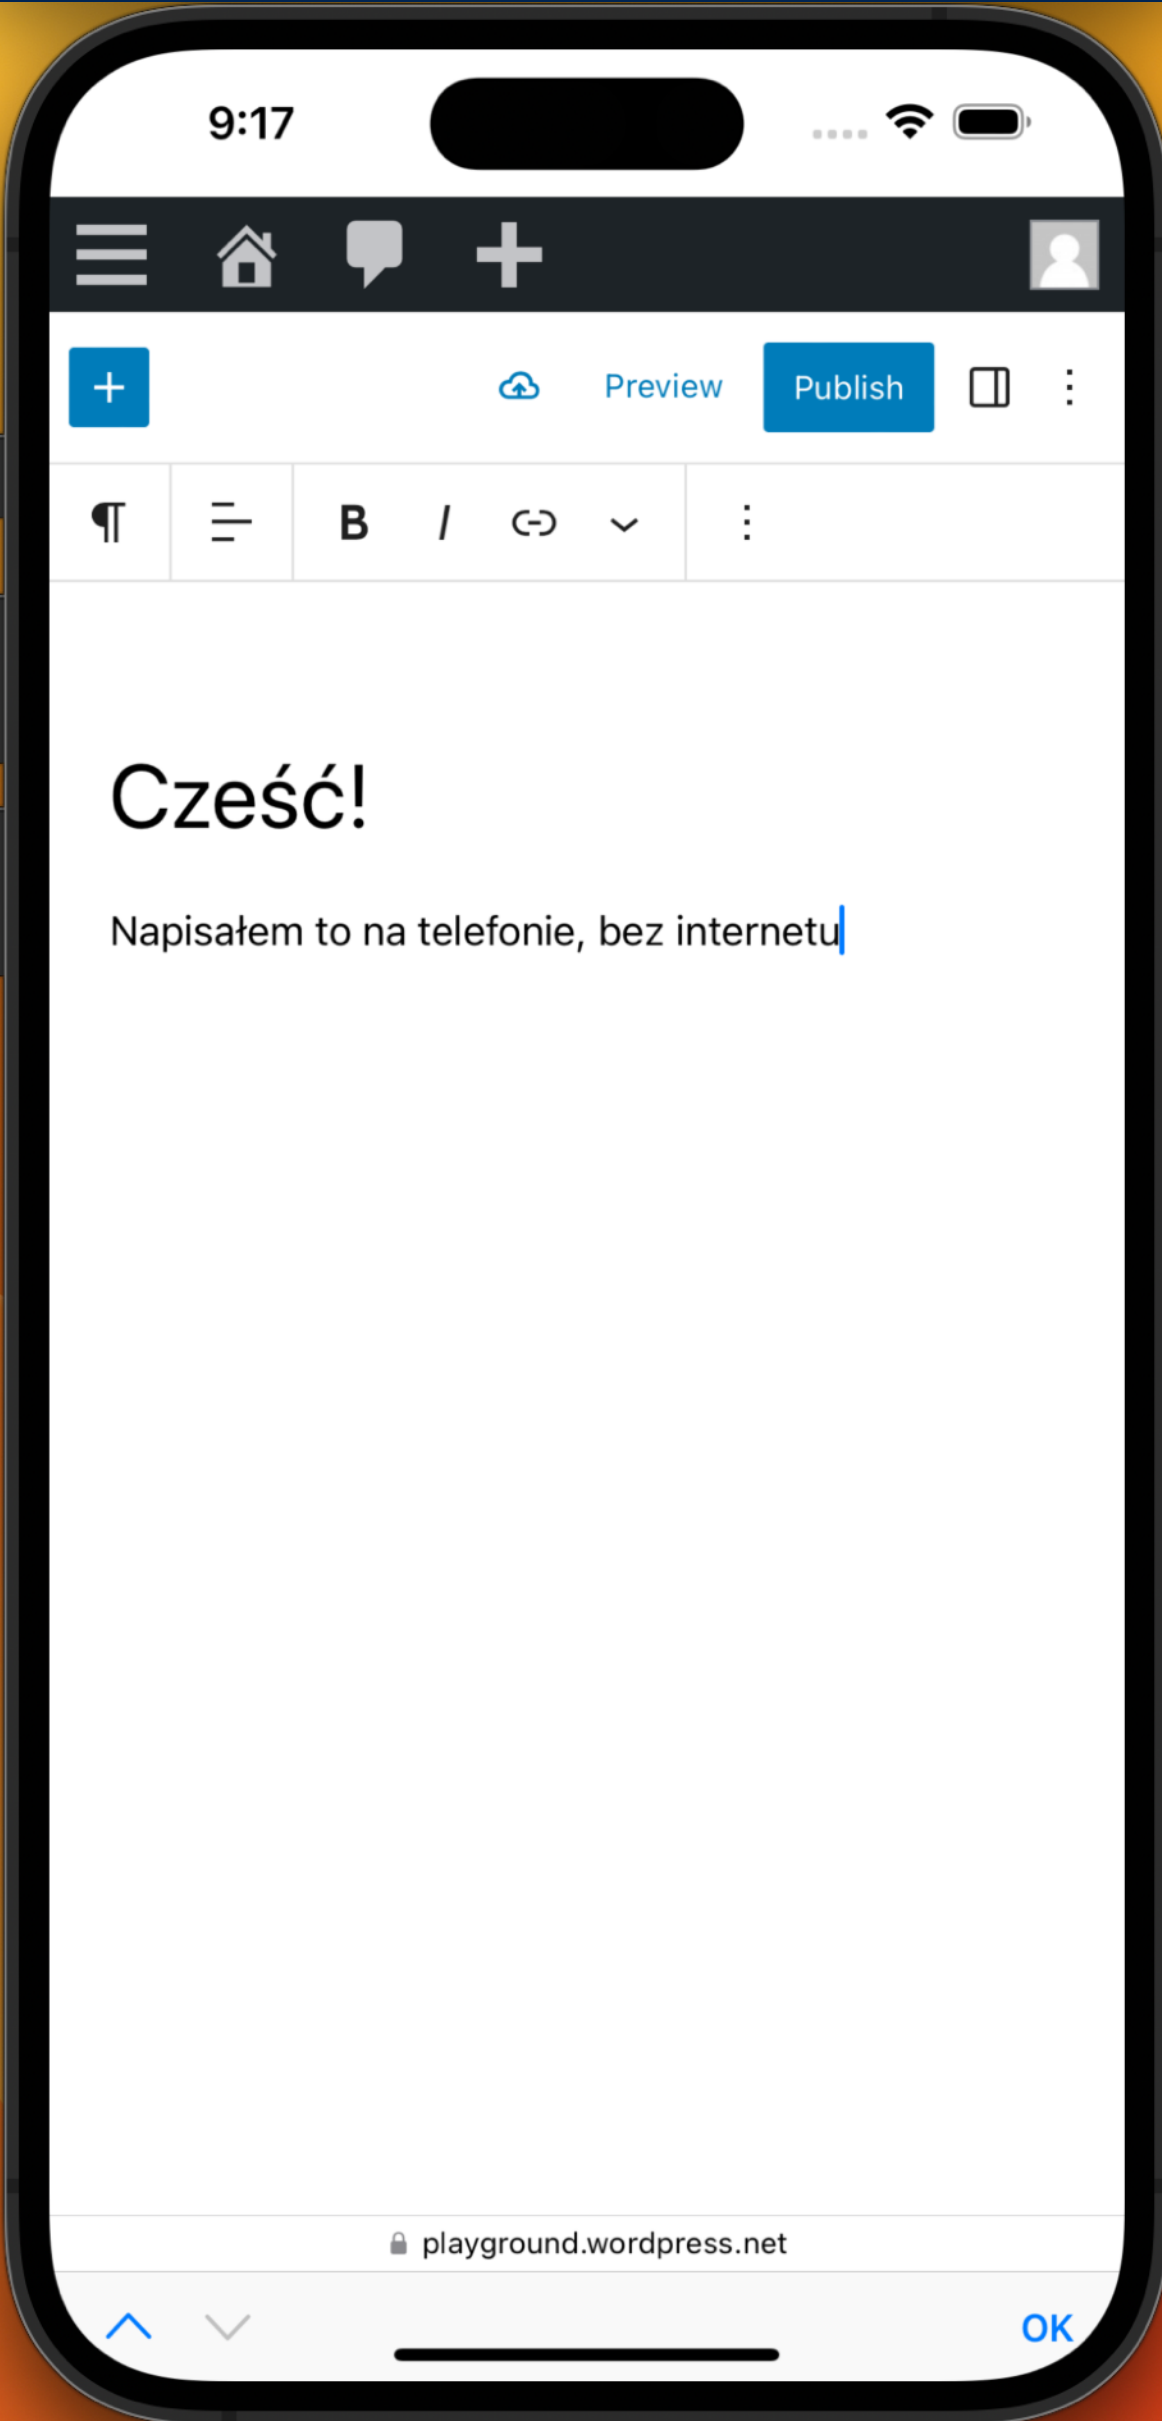 9:17
Preview
Publish
B I
Cześć!
Napisałem to na telefonie, bez internetu
playground.wordpress.net
OK